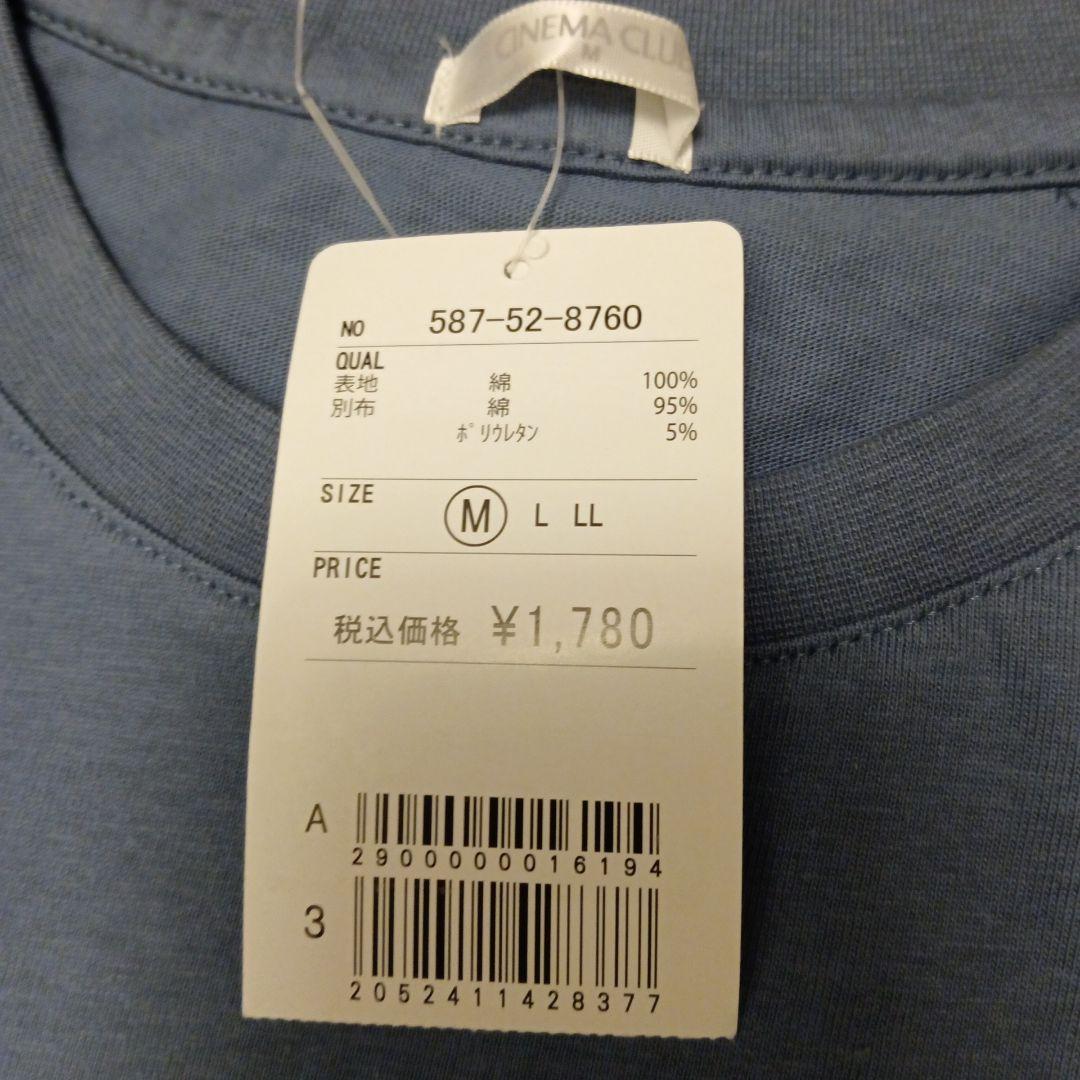 CINEMA CLUB
M
NO 587-52-8760
QUAL
表地 綿 100%
別布 綿 95%
ﾎﾟﾘｳﾚﾀﾝ 5%
SIZE M L LL
PRICE
税込価格 ¥1,780
A
2900000016194
3
2052411428377